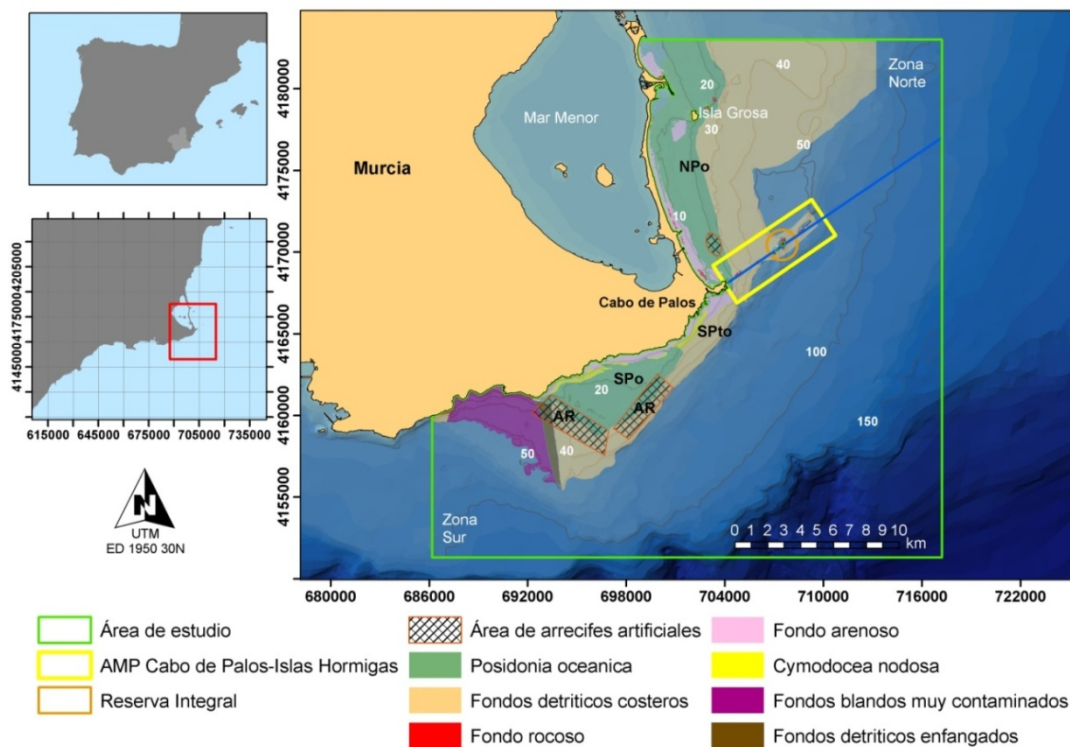 Mar Menor
Murcia
Cabo de Palos
Isla Grosa
NPo
SPto
SPo
AR
AR
Zona
Norte
Zona
Sur
10
20
30
40
50
20
40
50
100
150
0 1 2 3 4 5 6 7 8 9 10
km
4180000
4175000
4170000
4165000
4160000
4155000
680000 686000 692000 698000 704000 710000 716000 722000
4145000 4175000 4205000
615000 645000 675000 705000 735000
N
UTM
ED 1950 30N
Área de estudio
AMP Cabo de Palos-Islas Hormigas
Reserva Integral
Área de arrecifes artificiales
Posidonia oceanica
Fondos detriticos costeros
Fondo rocoso
Fondo arenoso
Cymodocea nodosa
Fondos blandos muy contaminados
Fondos detriticos enfangados